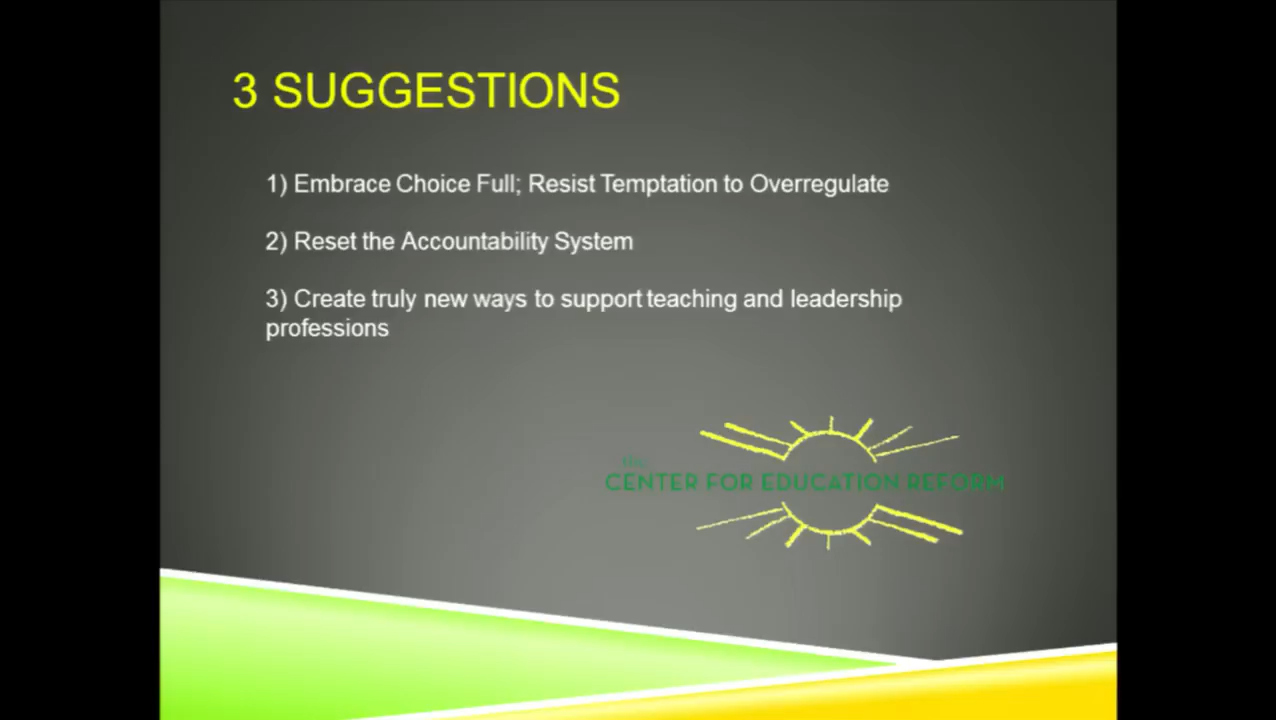 3 SUGGESTIONS
1) Embrace Choice Full; Resist Temptation to Overregulate
2) Reset the Accountability System
3) Create truly new ways to support teaching and leadership
professions
the
CENTER FOR EDUCATION REFORM